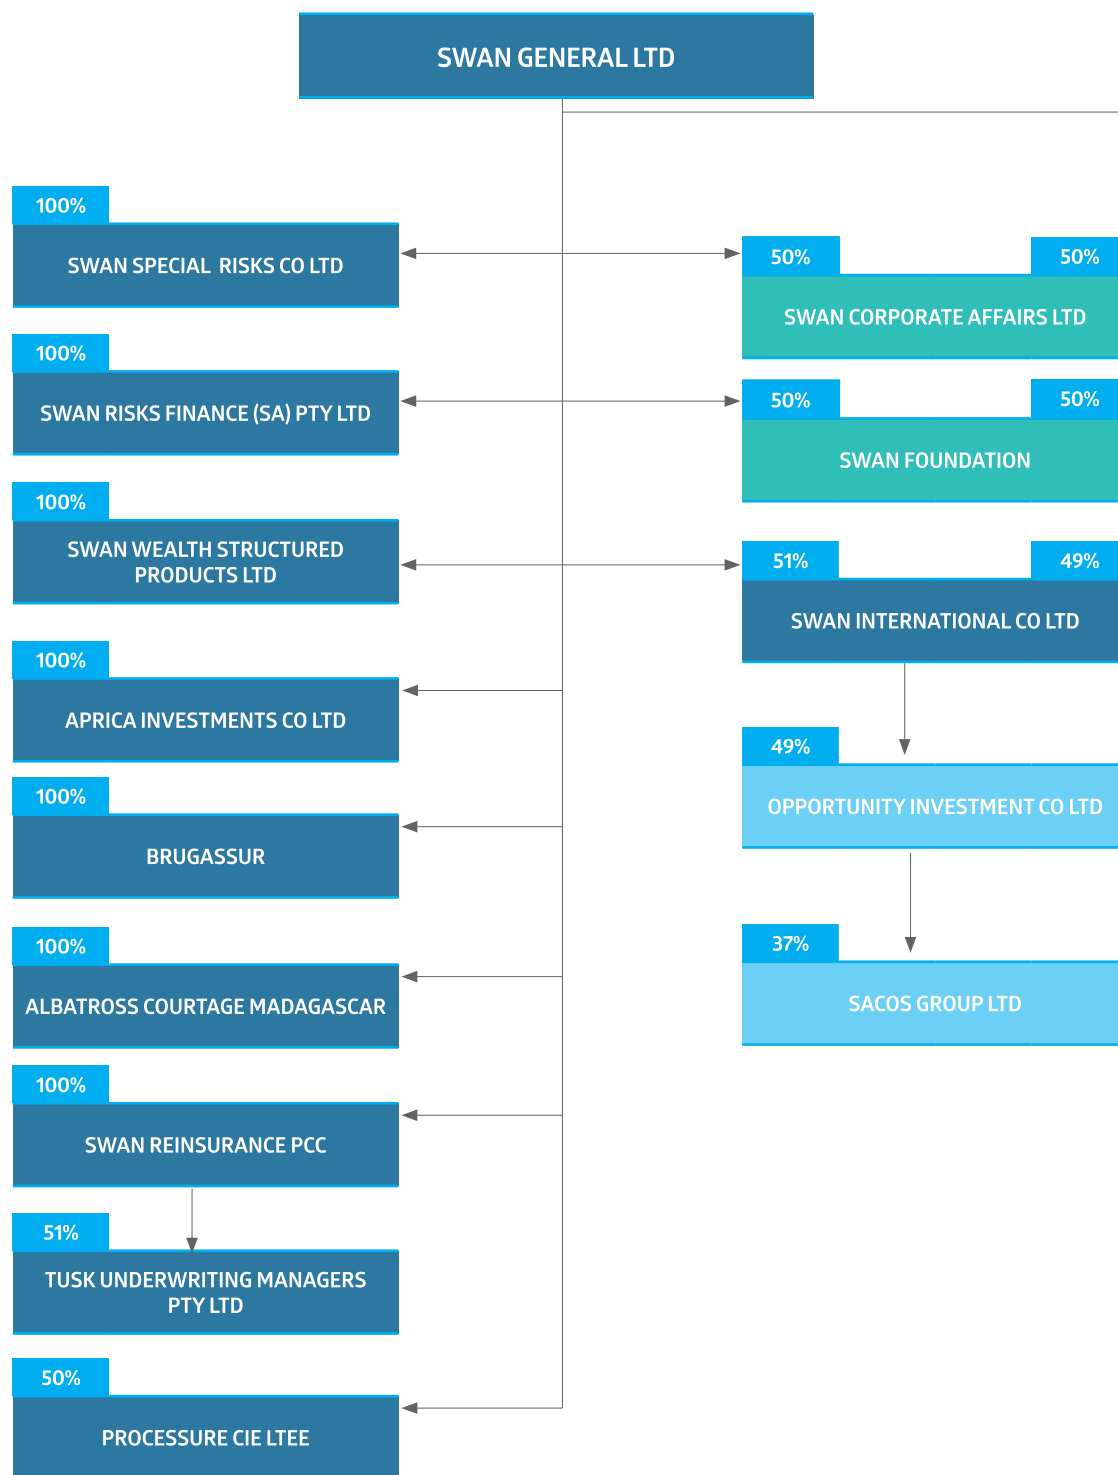 SWAN GENERAL LTD
100%
SWAN SPECIAL RISKS CO LTD
100%
SWAN RISKS FINANCE (SA) PTY LTD
100%
SWAN WEALTH STRUCTURED
PRODUCTS LTD
100%
APRICA INVESTMENTS CO LTD
100%
BRUGASSUR
100%
ALBATROSS COURTAGE MADAGASCAR
100%
SWAN REINSURANCE PCC
51%
TUSK UNDERWRITING MANAGERS
PTY LTD
50%
PROCESSURE CIE LTEE
50% 50%
SWAN CORPORATE AFFAIRS LTD
50% 50%
SWAN FOUNDATION
51% 49%
SWAN INTERNATIONAL CO LTD
49%
OPPORTUNITY INVESTMENT CO LTD
37%
SACOS GROUP LTD